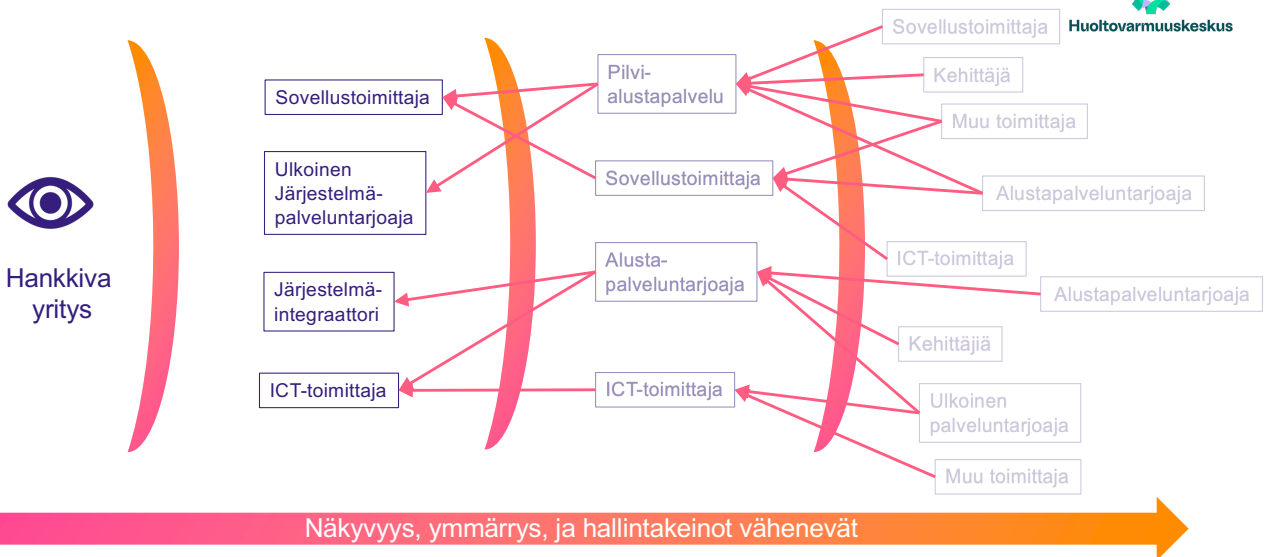 Huoltovarmuuskeskus
Hankkiva
yritys
Sovellustoimittaja
Ulkoinen
Järjestelmä-
palveluntarjoaja
Järjestelmä-
integraattori
ICT-toimittaja
Pilvi-
alustapalvelu
Sovellustoimittaja
Alusta-
palveluntarjoaja
ICT-toimittaja
Sovellustoimittaja
Kehittäjä
Muu toimittaja
Alustapalveluntarjoaja
ICT-toimittaja
Alustapalveluntarjoaja
Kehittäjiä
Ulkoinen
palveluntarjoaja
Muu toimittaja
Näkyvyys, ymmärrys, ja hallintakeinot vähenevät